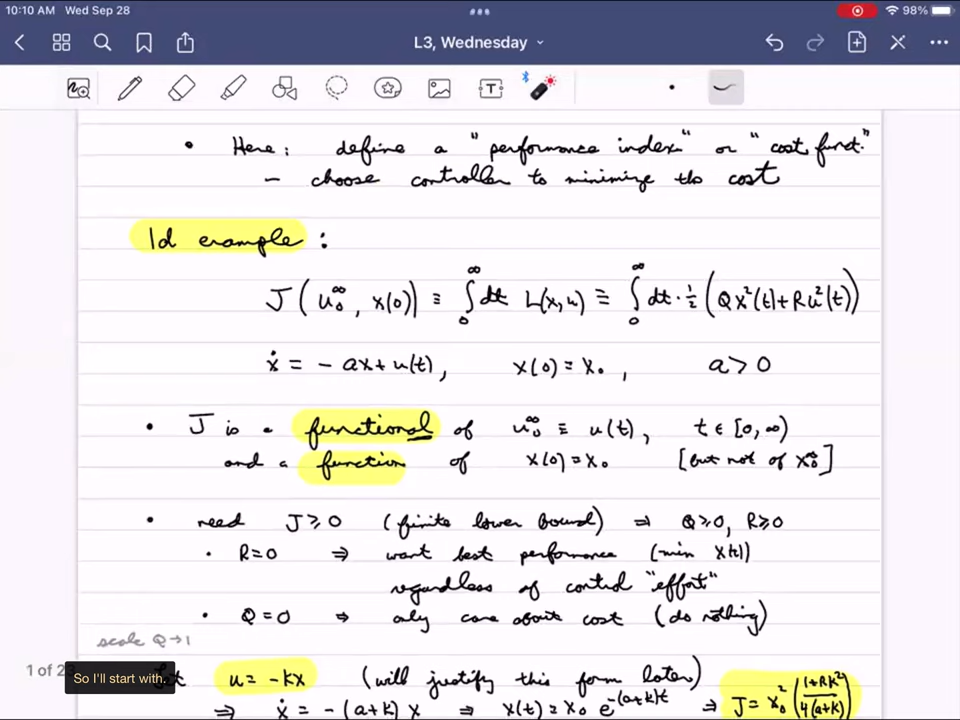 10:10 AM Wed Sep 28
98%
L3, Wednesday
• Here: define a "performance index" or "cost funct."
– choose controller to minimize the cost
1d example :
J(u₀^∞, x(0)) ≡ ∫₀^∞ dt L(x,u) ≡ ∫₀^∞ dt · ½ (Q x²(t) + R u²(t))
ẋ = – ax + u(t), x(0) = x₀, a > 0
• J is a functional of u₀^∞ ≡ u(t), t ∈ [0, ∞)
and a function of x(0) = x₀ [but not of x₀^∞]
• need J ≥ 0 (finite lower bound) ⇒ Q ≥ 0, R ≥ 0
• R = 0 ⇒ want best performance (min x(t))
regardless of control "effort"
• Q = 0 ⇒ only care about cost (do nothing)
scale Q → 1
1 of 2
So I'll start with.
u = – kx (will justify this form later)
⇒ ẋ = – (a+k) x ⇒ x(t) = x₀ e^{-(a+k)t} ⇒ J = x₀² ( (1+Rk²) / 4(a+k) )